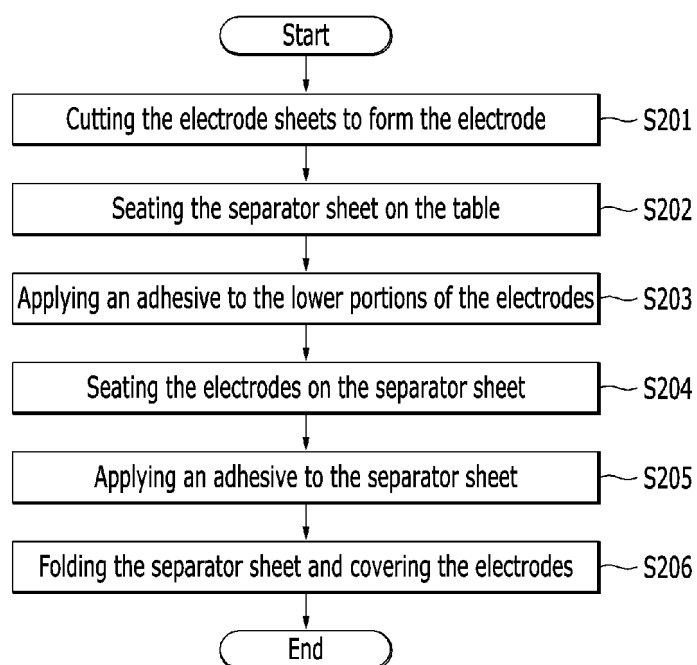 Start
Cutting the electrode sheets to form the electrode S201
Seating the separator sheet on the table S202
Applying an adhesive to the lower portions of the electrodes S203
Seating the electrodes on the separator sheet S204
Applying an adhesive to the separator sheet S205
Folding the separator sheet and covering the electrodes S206
End